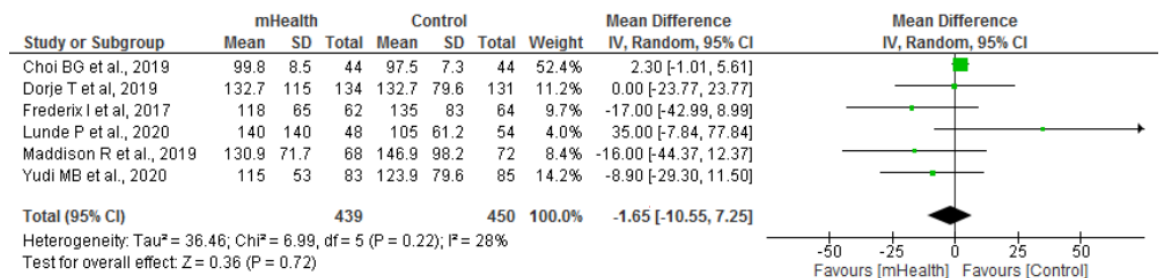 mHealth Control Mean Difference Mean Difference
Study or Subgroup Mean SD Total Mean SD Total Weight IV, Random, 95% CI IV, Random, 95% CI
Choi BG et al., 2019 99.8 8.5 44 97.5 7.3 44 52.4% 2.30 [-1.01, 5.61]
Dorje T et al, 2019 132.7 115 134 132.7 79.6 131 11.2% 0.00 [-23.77, 23.77]
Frederix I et al, 2017 118 65 62 135 83 64 9.7% -17.00 [-42.99, 8.99]
Lunde P et al., 2020 140 140 48 105 61.2 54 4.0% 35.00 [-7.84, 77.84]
Maddison R et al., 2019 130.9 71.7 68 146.9 98.2 72 8.4% -16.00 [-44.37, 12.37]
Yudi MB et al., 2020 115 53 83 123.9 79.6 85 14.2% -8.90 [-29.30, 11.50]
Total (95% CI) 439 450 100.0% -1.65 [-10.55, 7.25]
Heterogeneity: Tau² = 36.46; Chi² = 6.99, df = 5 (P = 0.22); I² = 28%
Test for overall effect: Z = 0.36 (P = 0.72)
-50 -25 0 25 50
Favours [mHealth] Favours [Control]